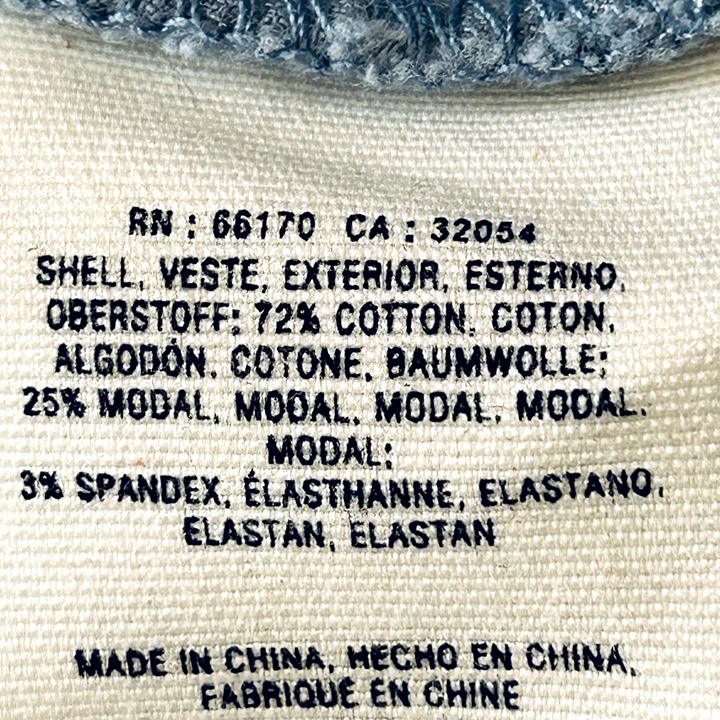 RN : 66170 CA : 32054
SHELL, VESTE, EXTERIOR, ESTERNO,
OBERSTOFF: 72% COTTON, COTON,
ALGODÓN, COTONE, BAUMWOLLE;
25% MODAL, MODAL, MODAL, MODAL,
MODAL;
3% SPANDEX, ÉLASTHANNE, ELASTANO,
ELASTAN, ELASTAN
MADE IN CHINA, HECHO EN CHINA,
FABRIQUÉ EN CHINE